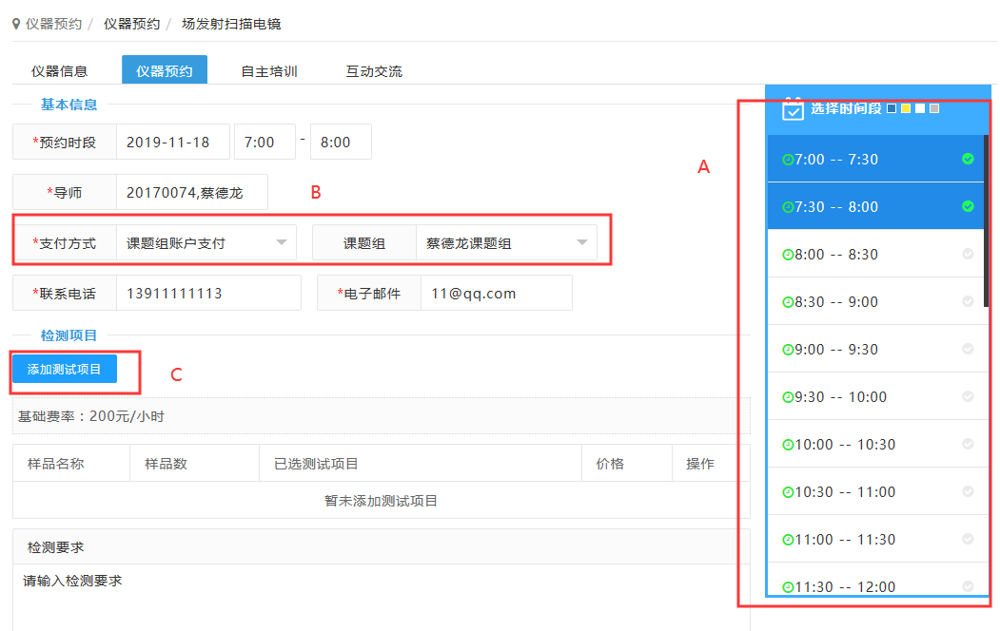 仪器预约 / 仪器预约 / 场发射扫描电镜
仪器信息 仪器预约 自主培训 互动交流
基本信息
*预约时段 2019-11-18 7:00 - 8:00
*导师 20170074,蔡德龙
B
*支付方式 课题组账户支付 课题组 蔡德龙课题组
*联系电话 13911111113 *电子邮件 11@qq.com
检测项目
添加测试项目
C
基础费率：200元/小时
样品名称 样品数 已选测试项目 价格 操作
暂未添加测试项目
检测要求
请输入检测要求
A
选择时间段
7:00 -- 7:30
7:30 -- 8:00
8:00 -- 8:30
8:30 -- 9:00
9:00 -- 9:30
9:30 -- 10:00
10:00 -- 10:30
10:30 -- 11:00
11:00 -- 11:30
11:30 -- 12:00